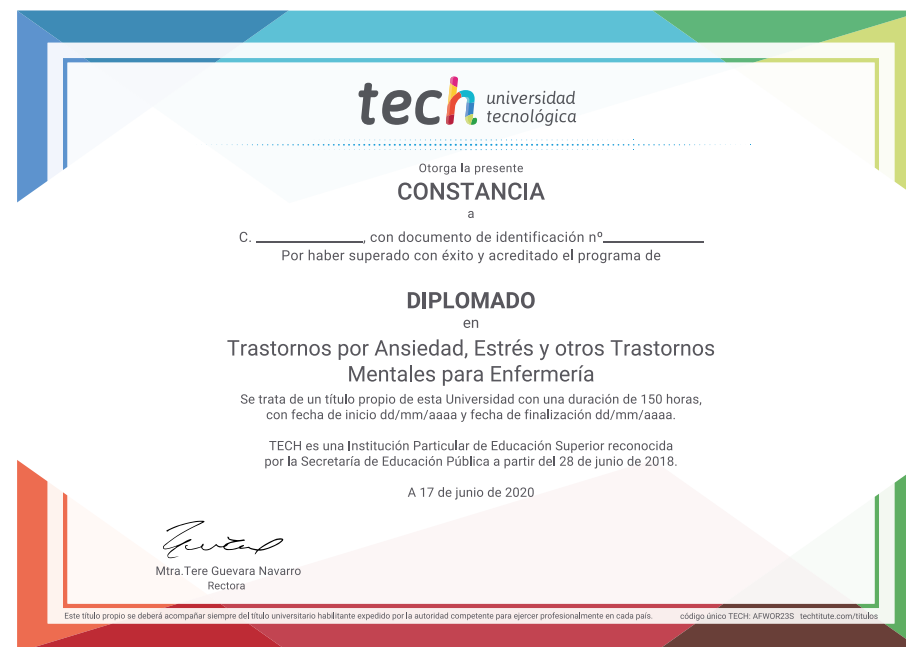 tech universidad
tecnológica
Otorga la presente
CONSTANCIA
a
C. ____________, con documento de identificación nº____________
Por haber superado con éxito y acreditado el programa de
DIPLOMADO
en
Trastornos por Ansiedad, Estrés y otros Trastornos
Mentales para Enfermería
Se trata de un título propio de esta Universidad con una duración de 150 horas,
con fecha de inicio dd/mm/aaaa y fecha de finalización dd/mm/aaaa.
TECH es una Institución Particular de Educación Superior reconocida
por la Secretaría de Educación Pública a partir del 28 de junio de 2018.
A 17 de junio de 2020
Mtra.Tere Guevara Navarro
Rectora
Este título propio se deberá acompañar siempre del título universitario habilitante expedido por la autoridad competente para ejercer profesionalmente en cada país. código único TECH: AFWOR23S techtitute.com/titulos